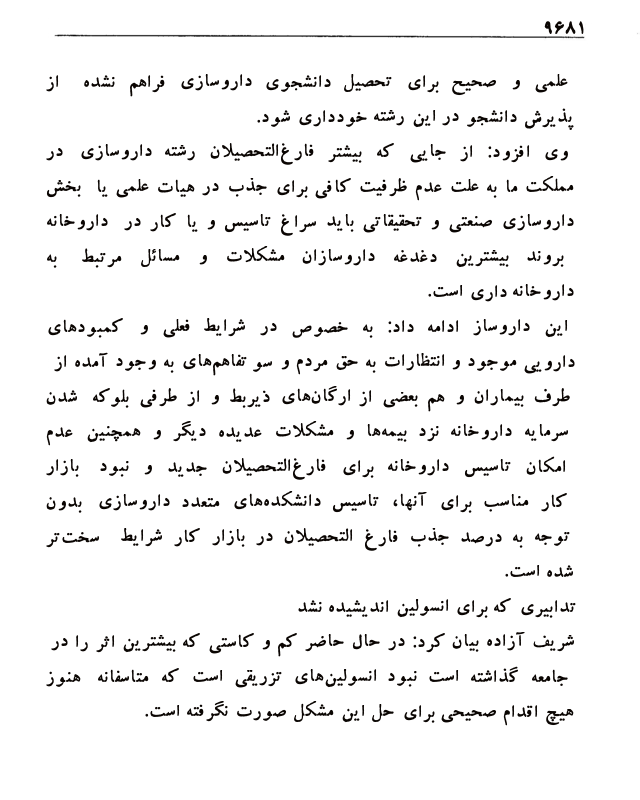 ۹۶۸۱
علمی و صحیح برای تحصیل دانشجوی داروسازی فراهم نشده از
پذیرش دانشجو در این رشته خودداری شود.
وی افزود: از جایی که بیشتر فارغ‌التحصیلان رشته داروسازی در
مملکت ما به علت عدم ظرفیت کافی برای جذب در هیات علمی یا بخش
داروسازی صنعتی و تحقیقاتی باید سراغ تاسیس و یا کار در داروخانه
بروند بیشترین دغدغه داروسازان مشکلات و مسائل مرتبط به
داروخانه داری است.
این داروساز ادامه داد: به خصوص در شرایط فعلی و کمبودهای
دارویی موجود و انتظارات به حق مردم و سو تفاهم‌های به وجود آمده از
طرف بیماران و هم بعضی از ارگان‌های ذیربط و از طرفی بلوکه شدن
سرمایه داروخانه نزد بیمه‌ها و مشکلات عدیده دیگر و همچنین عدم
امکان تاسیس داروخانه برای فارغ‌التحصیلان جدید و نبود بازار
کار مناسب برای آنها، تاسیس دانشکده‌های متعدد داروسازی بدون
توجه به درصد جذب فارغ التحصیلان در بازار کار شرایط سخت‌تر
شده است.
تدابیری که برای انسولین اندیشیده نشد
شریف آزاده بیان کرد: در حال حاضر کم و کاستی که بیشترین اثر را در
جامعه گذاشته است نبود انسولین‌های تزریقی است که متاسفانه هنوز
هیچ اقدام صحیحی برای حل این مشکل صورت نگرفته است.